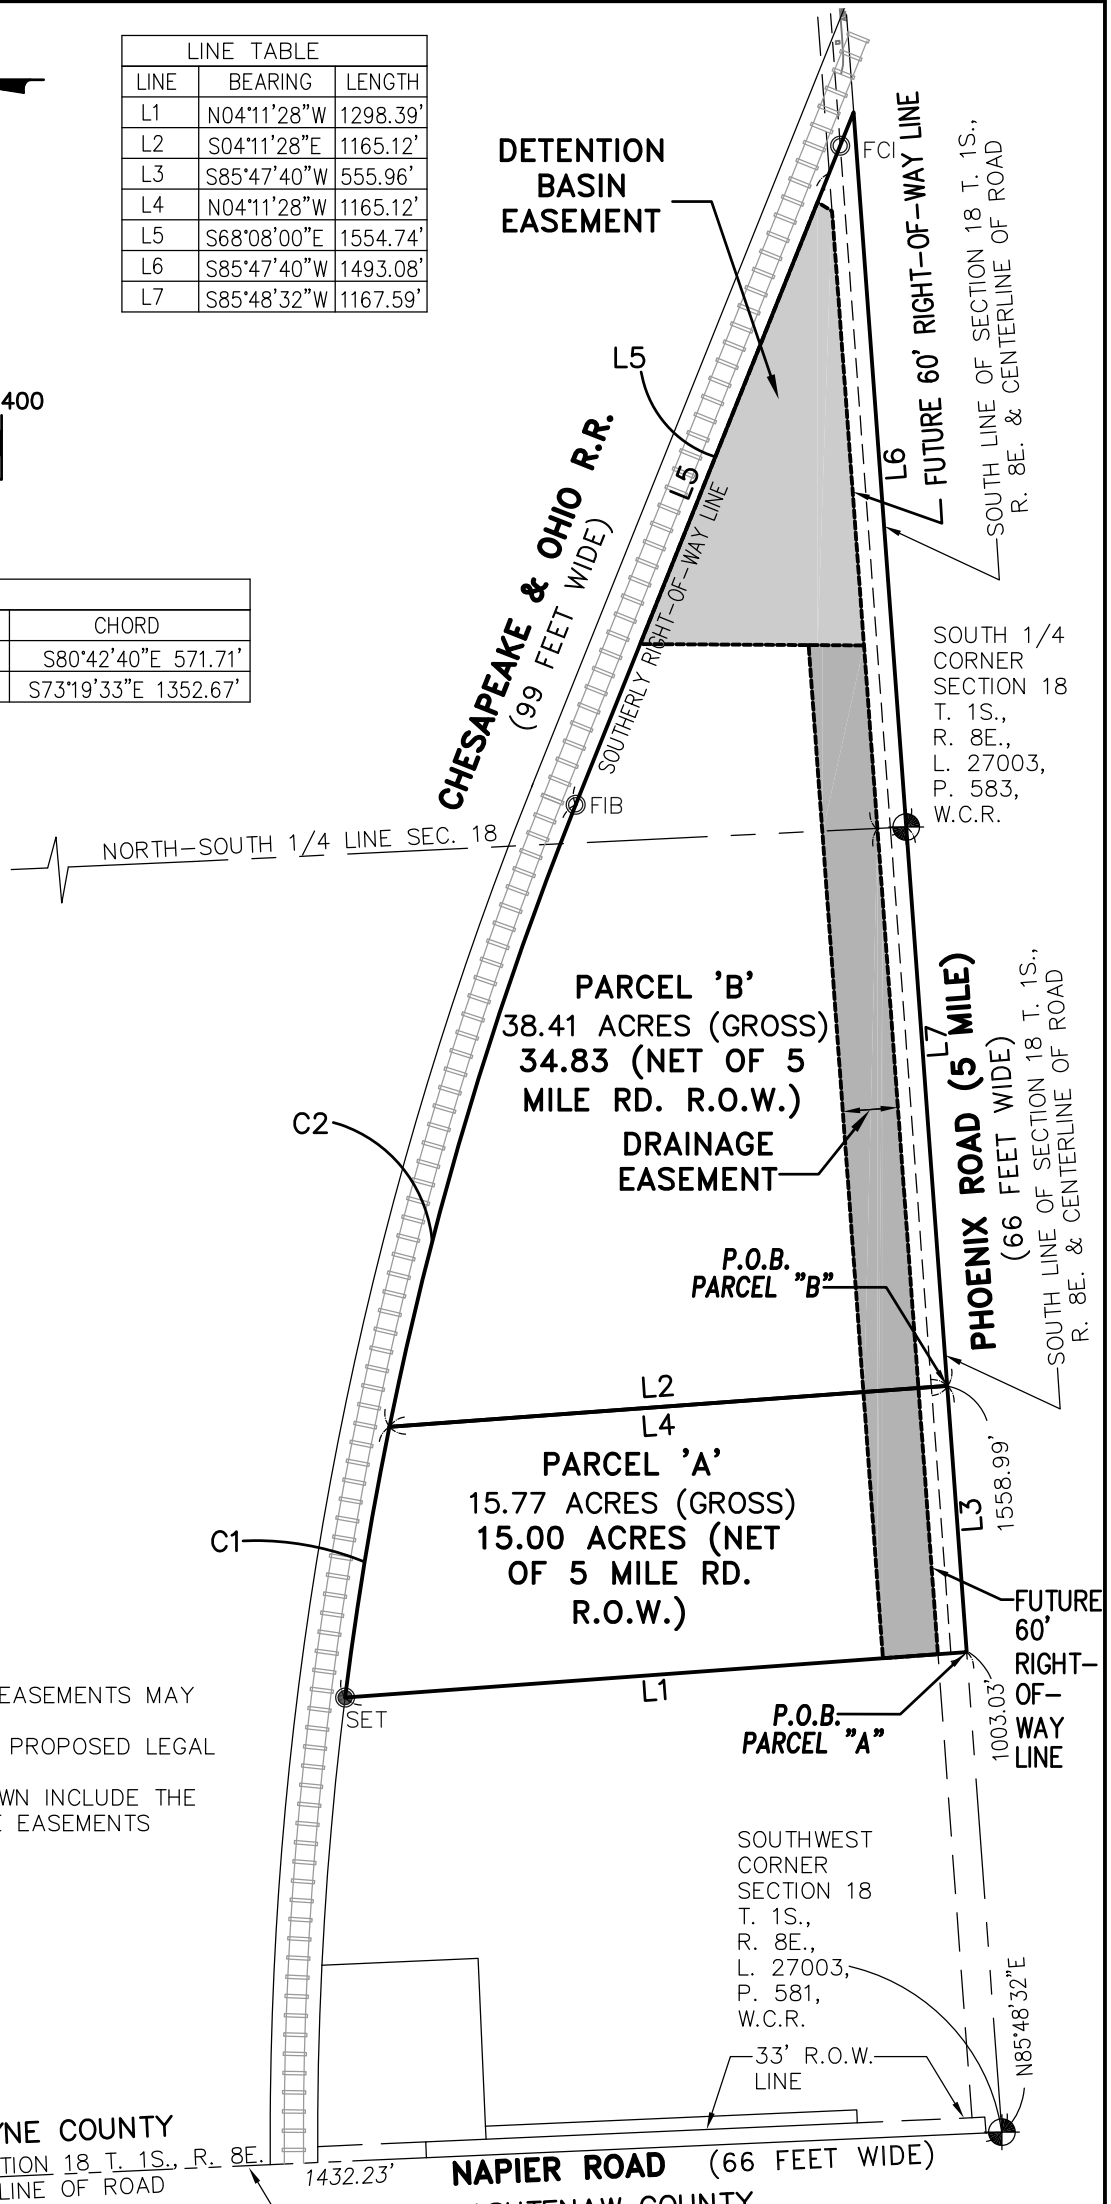 LINE TABLE
LINE BEARING LENGTH
L1 N04°11'28"W 1298.39'
L2 S04°11'28"E 1165.12'
L3 S85°47'40"W 555.96'
L4 N04°11'28"W 1165.12'
L5 S68°08'00"E 1554.74'
L6 S85°47'40"W 1493.08'
L7 S85°48'32"W 1167.59'
400
CHORD
S80°42'40"E 571.71'
S73°19'33"E 1352.67'
DETENTION
BASIN
EASEMENT
FCI
FUTURE 60' RIGHT-OF-WAY LINE
SOUTH LINE OF SECTION 18 T. 1S.,
R. 8E. & CENTERLINE OF ROAD
L5
L5
L6
CHESAPEAKE & OHIO R.R.
(99 FEET WIDE)
SOUTHERLY RIGHT-OF-WAY LINE
FIB
SOUTH 1/4
CORNER
SECTION 18
T. 1S.,
R. 8E.,
L. 27003,
P. 583,
W.C.R.
NORTH-SOUTH 1/4 LINE SEC. 18
PARCEL 'B'
38.41 ACRES (GROSS)
34.83 (NET OF 5
MILE RD. R.O.W.)
DRAINAGE
EASEMENT
L7
PHOENIX ROAD (5 MILE)
(66 FEET WIDE)
SOUTH LINE OF SECTION 18 T. 1S.,
R. 8E. & CENTERLINE OF ROAD
C2
P.O.B.
PARCEL "B"
L2
L4
PARCEL 'A'
15.77 ACRES (GROSS)
15.00 ACRES (NET
OF 5 MILE RD.
R.O.W.)
C1
L3
1558.99'
FUTURE
60'
RIGHT-
OF-
WAY
LINE
L1
SET
P.O.B.
PARCEL "A"
1003.03'
EASEMENTS MAY
PROPOSED LEGAL
WN INCLUDE THE
E EASEMENTS
SOUTHWEST
CORNER
SECTION 18
T. 1S.,
R. 8E.,
L. 27003,
P. 581,
W.C.R.
N85°48'32"E
33' R.O.W.
LINE
YNE COUNTY
TION 18 T. 1S., R. 8E.
LINE OF ROAD
1432.23'
NAPIER ROAD (66 FEET WIDE)